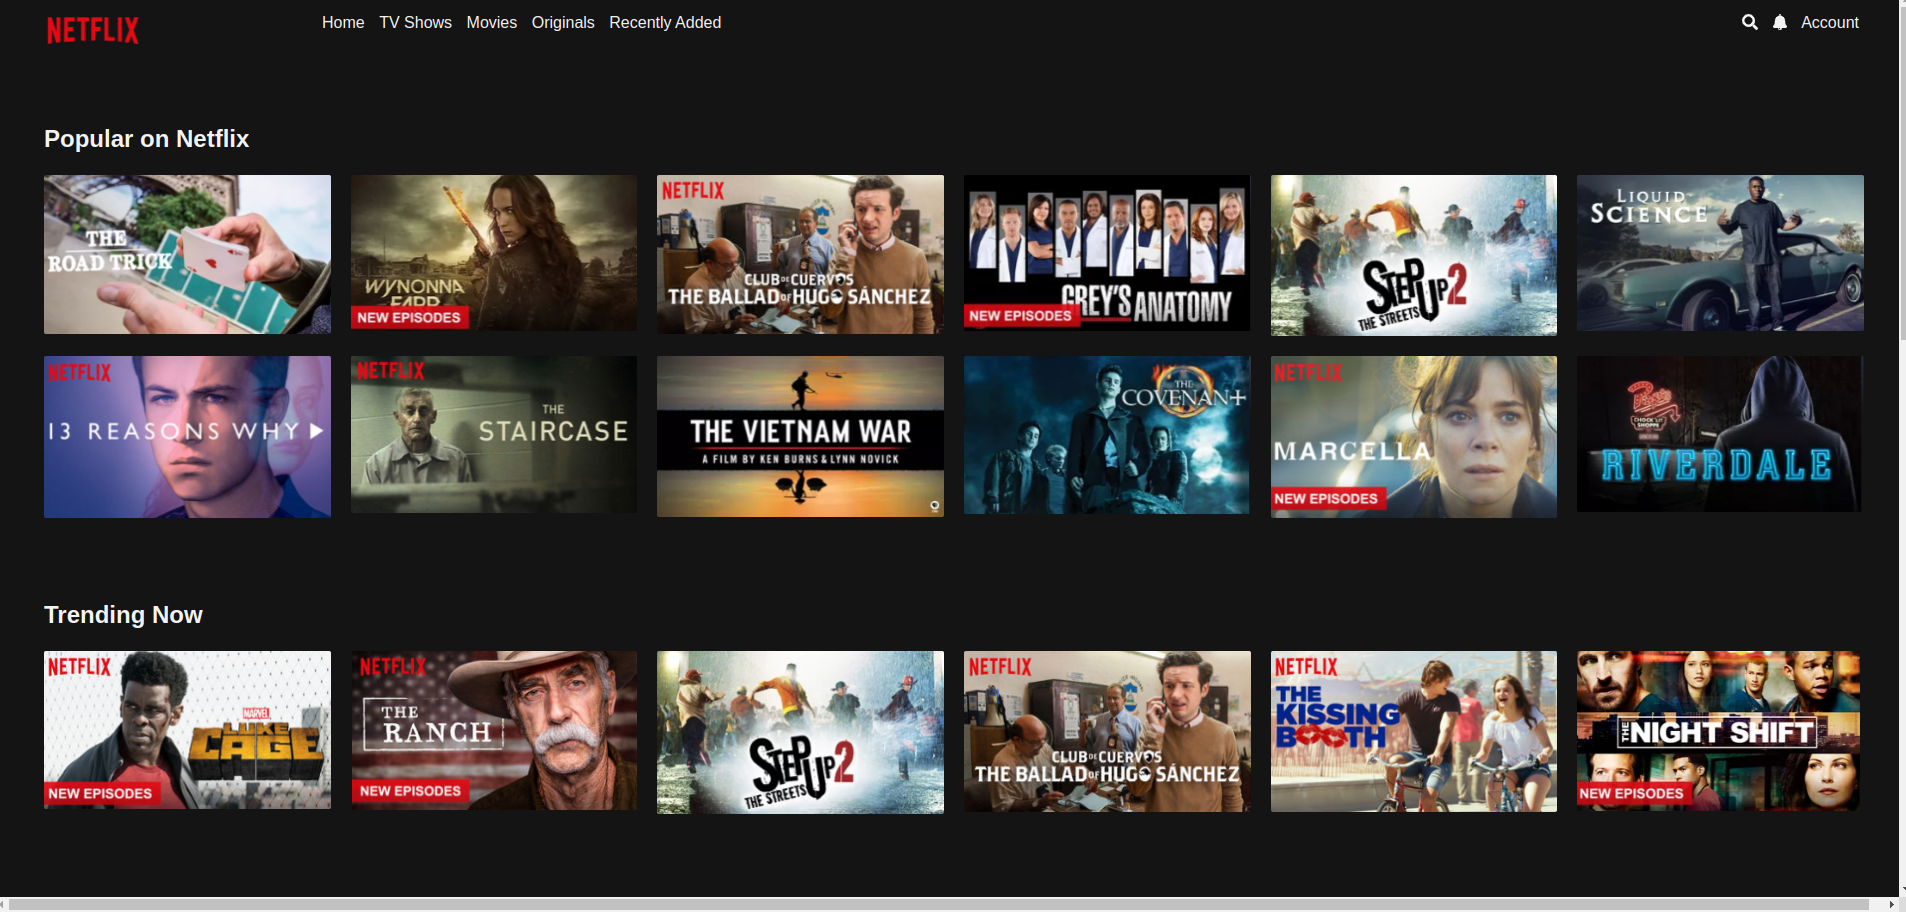 NETFLIX
Home TV Shows Movies Originals Recently Added
Account
Popular on Netflix
THE
ROAD TRICK
WYNONNA
EARP
NEW EPISODES
NETFLIX
CLUB DE CUERVOS
THE BALLAD OF HUGO SÁNCHEZ
GREY'S ANATOMY
NEW EPISODES
STEP UP 2
THE STREETS
LIQUID
SCIENCE
NETFLIX
13 REASONS WHY
NETFLIX
THE
STAIRCASE
THE VIETNAM WAR
A FILM BY KEN BURNS & LYNN NOVICK
THE
COVENANT
NETFLIX
MARCELLA
NEW EPISODES
CHOCK'LIT
SHOPPE
RIVERDALE
Trending Now
NETFLIX
MARVEL
LUKE
CAGE
NEW EPISODES
NETFLIX
THE
RANCH
NEW EPISODES
STEP UP 2
THE STREETS
NETFLIX
CLUB DE CUERVOS
THE BALLAD OF HUGO SÁNCHEZ
NETFLIX
THE
KISSING
BOOTH
THE NIGHT SHIFT
NEW EPISODES